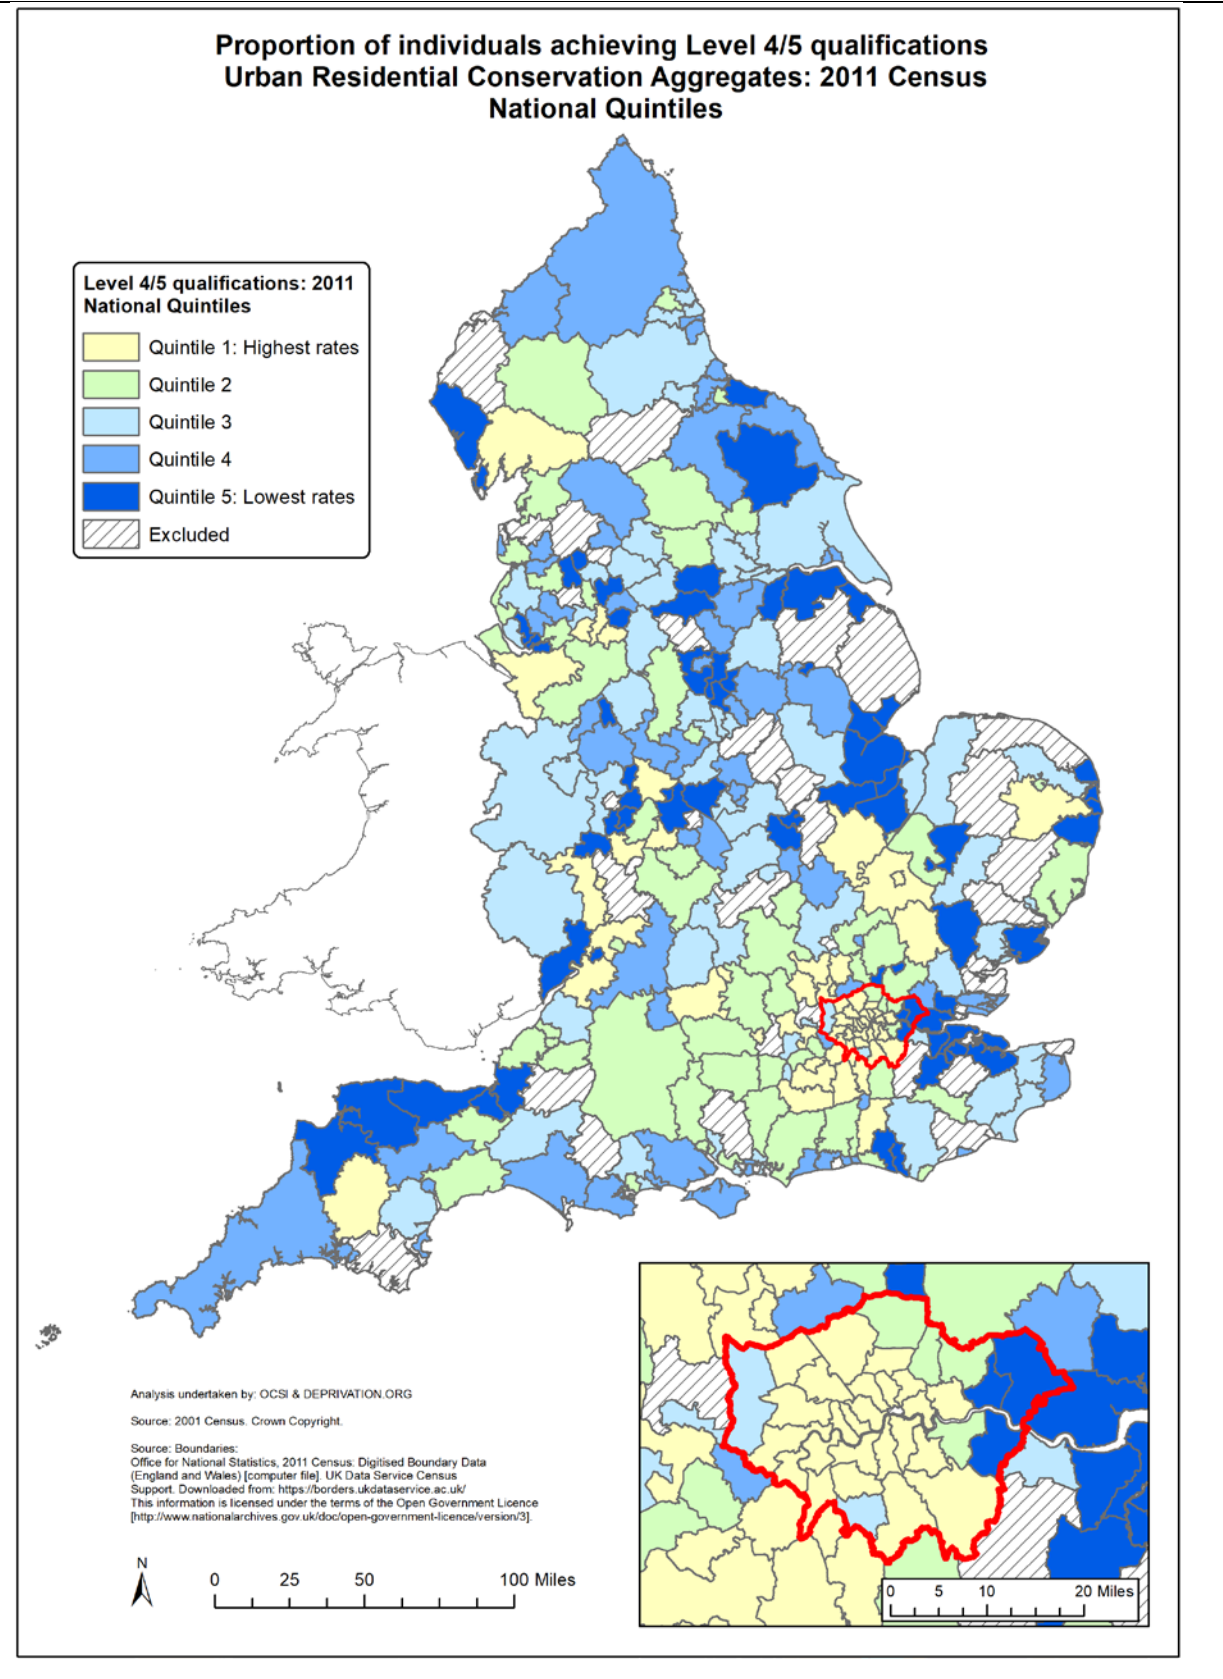 Proportion of individuals achieving Level 4/5 qualifications
Urban Residential Conservation Aggregates: 2011 Census
National Quintiles
Level 4/5 qualifications: 2011
National Quintiles
Quintile 1: Highest rates
Quintile 2
Quintile 3
Quintile 4
Quintile 5: Lowest rates
Excluded
Analysis undertaken by: OCSI & DEPRIVATION.ORG
Source: 2001 Census. Crown Copyright.
Source: Boundaries:
Office for National Statistics, 2011 Census: Digitised Boundary Data
(England and Wales) [computer file]. UK Data Service Census
Support. Downloaded from: https://borders.ukdataservice.ac.uk/
This information is licensed under the terms of the Open Government Licence
[http://www.nationalarchives.gov.uk/doc/open-government-licence/version/3].
N
0 25 50 100 Miles
0 5 10 20 Miles